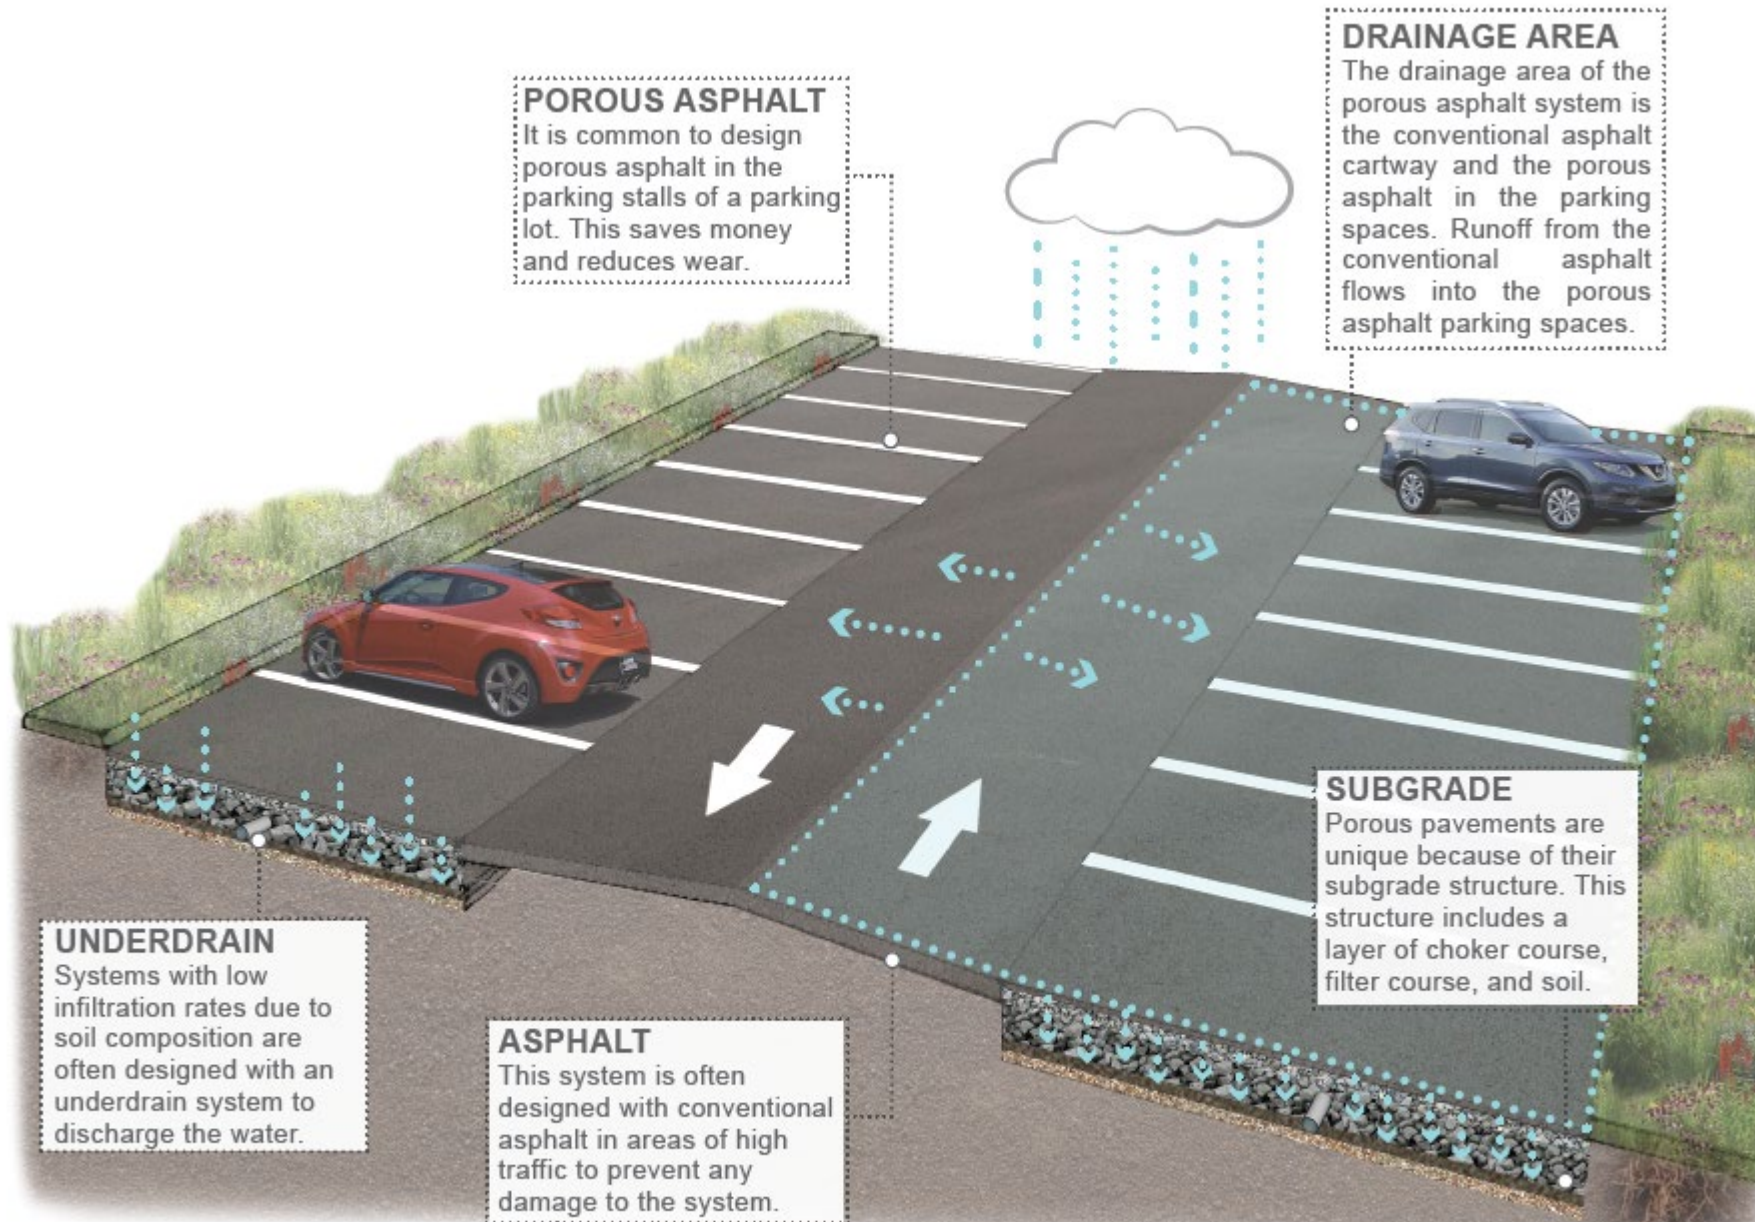 POROUS ASPHALT
It is common to design
porous asphalt in the
parking stalls of a parking
lot. This saves money
and reduces wear.
DRAINAGE AREA
The drainage area of the
porous asphalt system is
the conventional asphalt
cartway and the porous
asphalt in the parking
spaces. Runoff from the
conventional asphalt
flows into the porous
asphalt parking spaces.
SUBGRADE
Porous pavements are
unique because of their
subgrade structure. This
structure includes a
layer of choker course,
filter course, and soil.
UNDERDRAIN
Systems with low
infiltration rates due to
soil composition are
often designed with an
underdrain system to
discharge the water.
ASPHALT
This system is often
designed with conventional
asphalt in areas of high
traffic to prevent any
damage to the system.